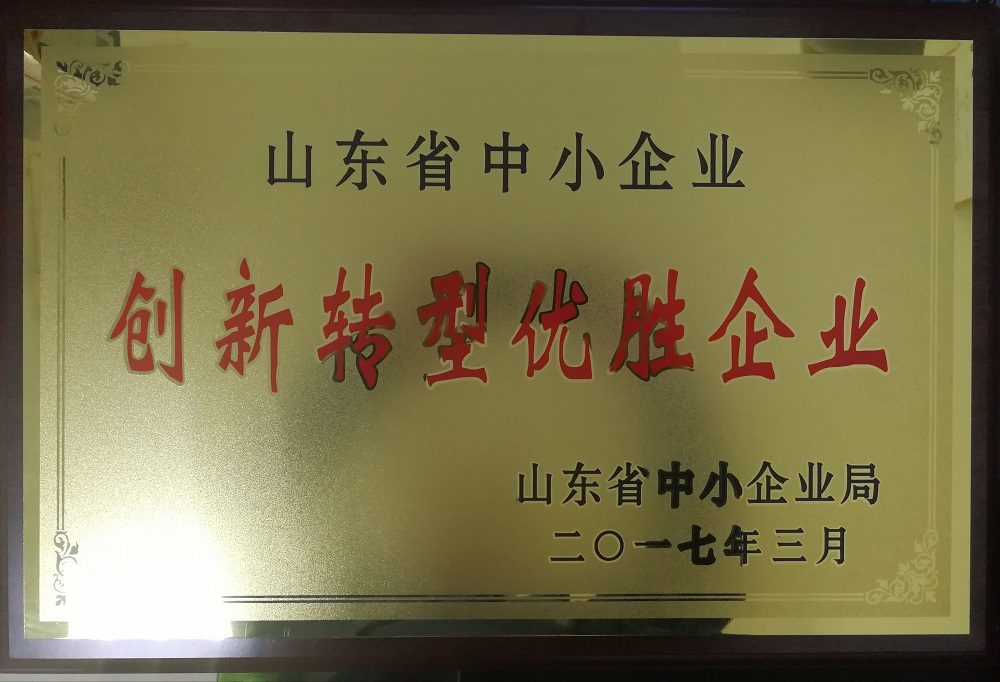 山东省中小企业
创新转型优胜企业
山东省中小企业局
二〇一七年三月